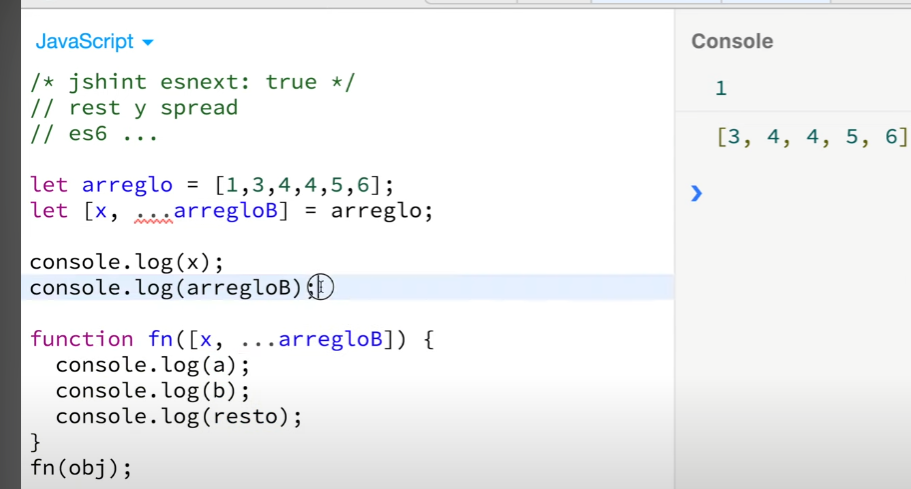 JavaScript
/* jshint esnext: true */
// rest y spread
// es6 ...
let arreglo = [1,3,4,4,5,6];
let [x, ...arregloB] = arreglo;
console.log(x);
console.log(arregloB);
function fn([x, ...arregloB]) {
console.log(a);
console.log(b);
console.log(resto);
}
fn(obj);
Console
1
[3, 4, 4, 5, 6]
❯